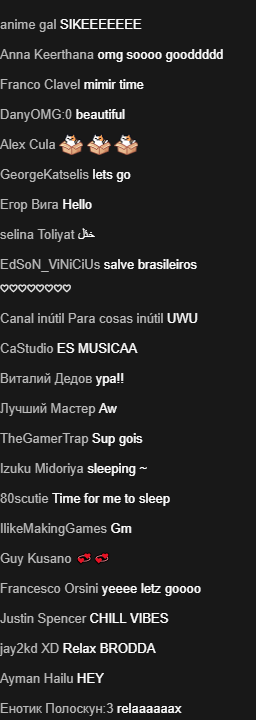 anime gal SIKEEEEEEE
Anna Keerthana omg soooo gooddddd
Franco Clavel mimir time
DanyOMG:0 beautiful
Alex Cula
GeorgeKatselis lets go
Егор Вига Hello
selina Toliyat
EdSoN_ViNiCiUs salve brasileiros
♡♡♡♡♡♡♡♡
Canal inútil Para cosas inútil UWU
CaStudio ES MUSICAA
Виталий Дедов ура!!
Лучший Мастер Aw
TheGamerTrap Sup gois
Izuku Midoriya sleeping ~
80scutie Time for me to sleep
IlikeMakingGames Gm
Guy Kusano
Francesco Orsini yeeee letz goooo
Justin Spencer CHILL VIBES
jay2kd XD Relax BRODDA
Ayman Hailu HEY
Енотик Полоскун:3 relaaaaaax